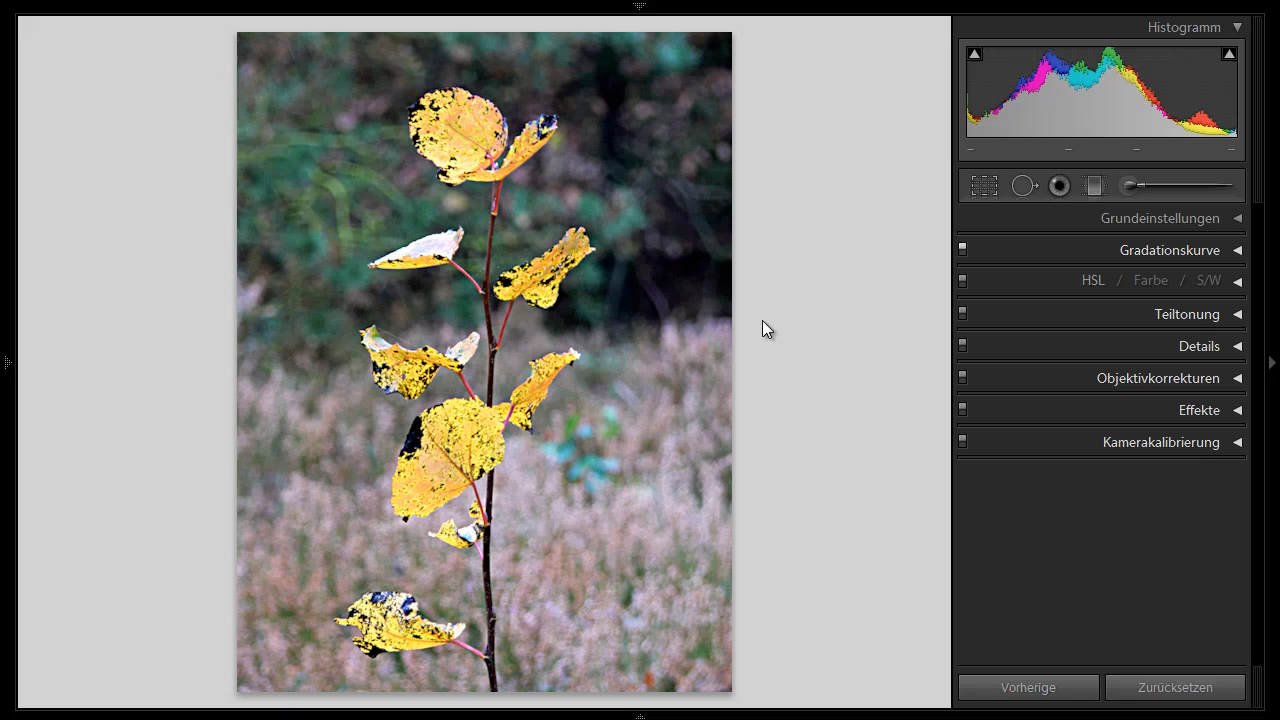 Histogramm
Grundeinstellungen
Gradationskurve
HSL / Farbe / S/W
Teiltonung
Details
Objektivkorrekturen
Effekte
Kamerakalibrierung
Vorherige Zurücksetzen